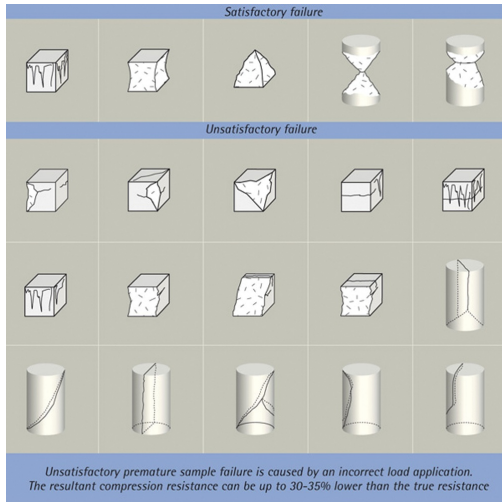 Satisfactory failure
Unsatisfactory failure
Unsatisfactory premature sample failure is caused by an incorrect load application.
The resultant compression resistance can be up to 30-35% lower than the true resistance